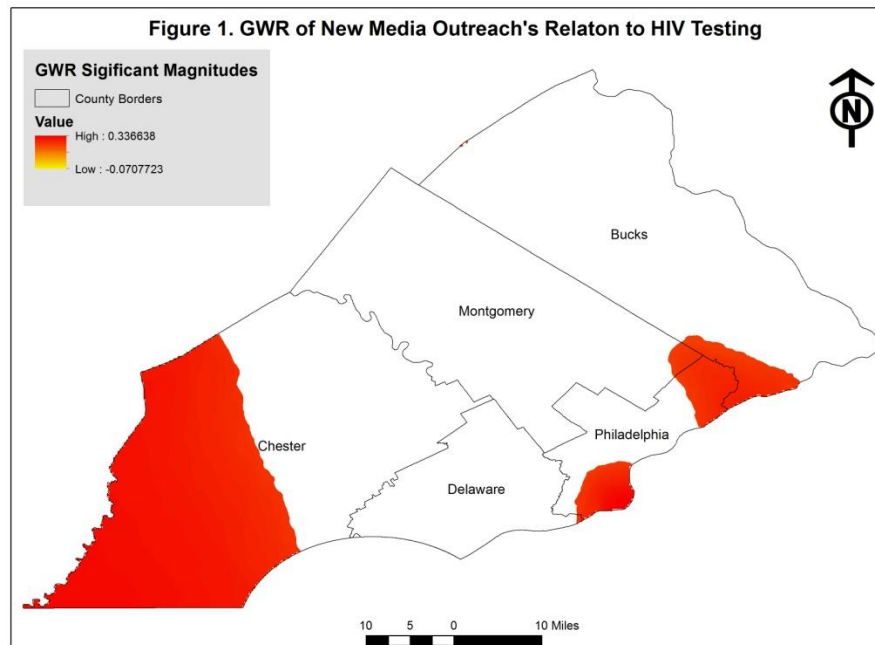 Figure 1. GWR of New Media Outreach's Relaton to HIV Testing
GWR Sigificant Magnitudes
County Borders
Value
High : 0.336638
Low : -0.0707723
N
Bucks
Montgomery
Chester
Philadelphia
Delaware
10 5 0 10 Miles